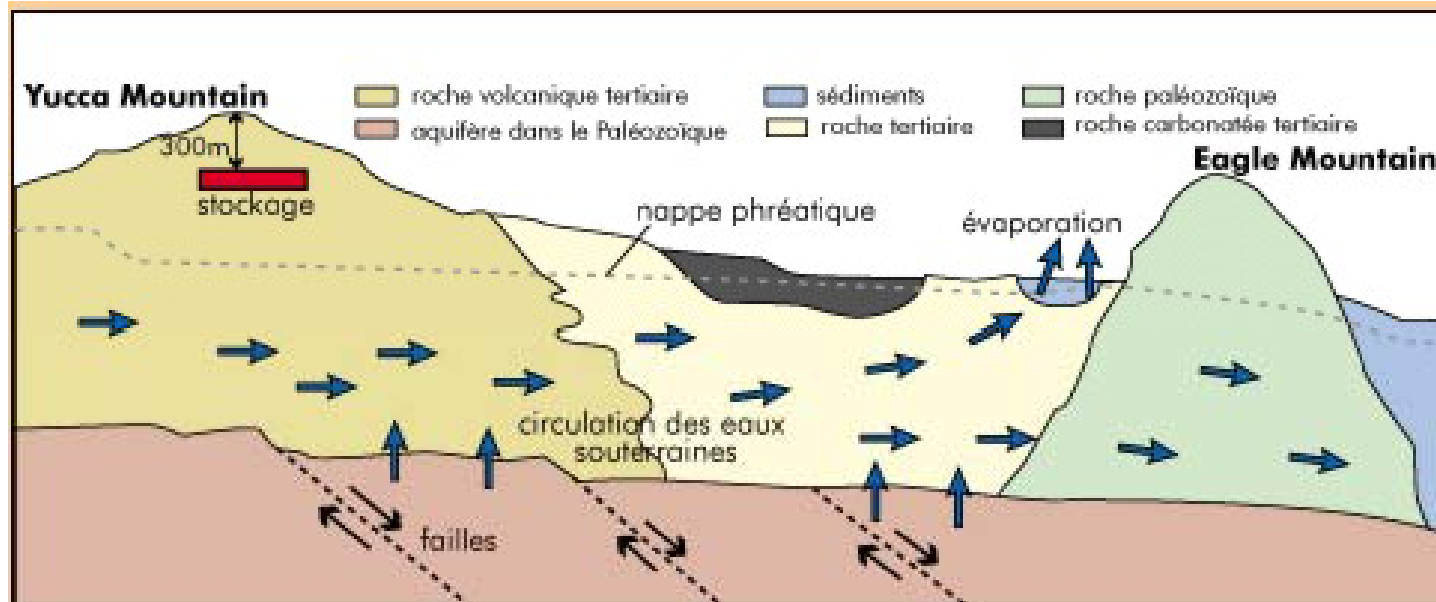 Yucca Mountain
roche volcanique tertiaire
sédiments
roche paléozoïque
aquifère dans le Paléozoïque
roche tertiaire
roche carbonatée tertiaire
300m
Eagle Mountain
stockage
nappe phréatique
évaporation
circulation des eaux
souterraines
failles